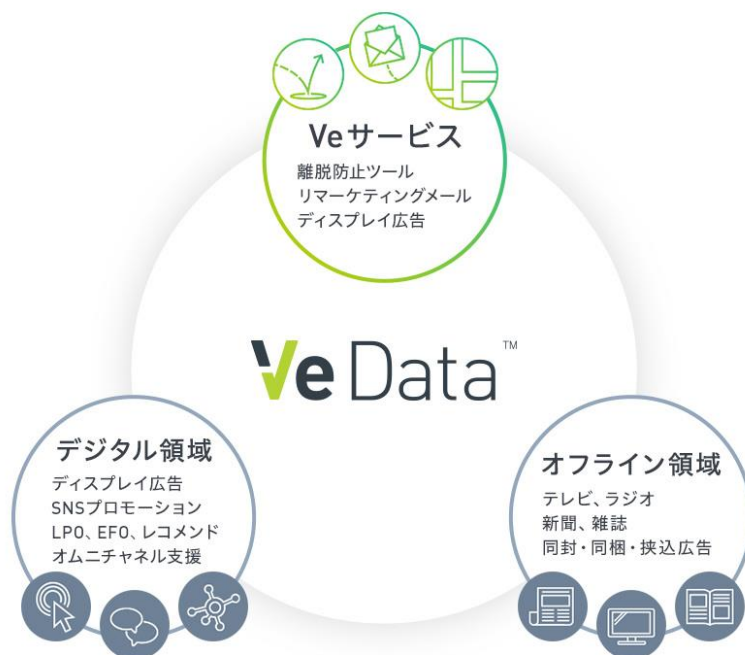 Veサービス
離脱防止ツール
リマーケティングメール
ディスプレイ広告
Ve Data™
デジタル領域
ディスプレイ広告
SNSプロモーション
LPO、EFO、レコメンド
オムニチャネル支援
オフライン領域
テレビ、ラジオ
新聞、雑誌
同封・同梱・挟込広告